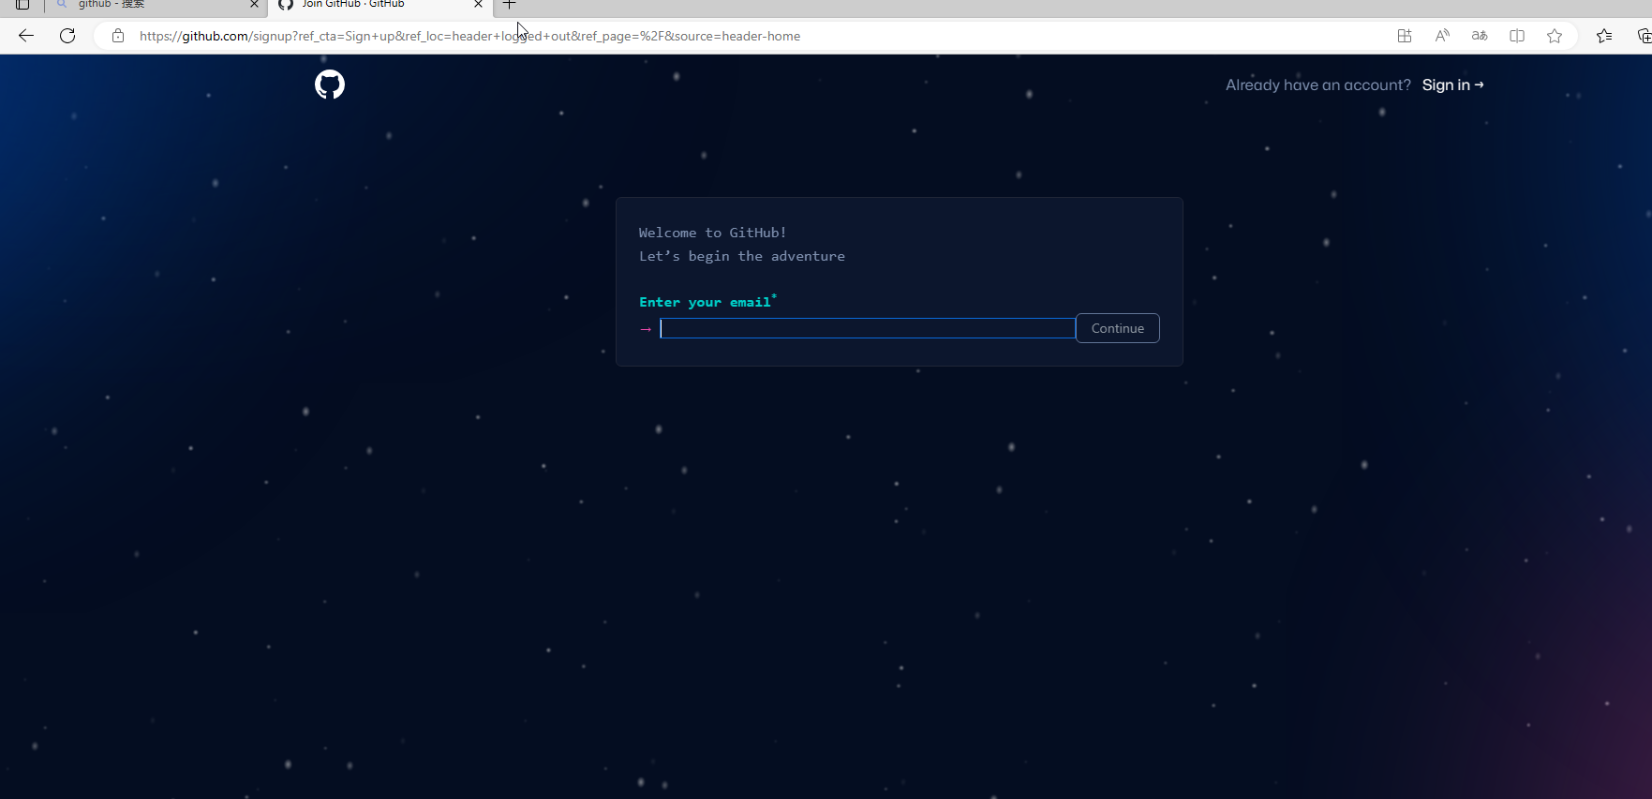 github - 搜索
Join GitHub · GitHub
https://github.com/signup?ref_cta=Sign+up&ref_loc=header+logged+out&ref_page=%2F&source=header-home
Already have an account? Sign in →
Welcome to GitHub!
Let’s begin the adventure
Enter your email*
→
Continue